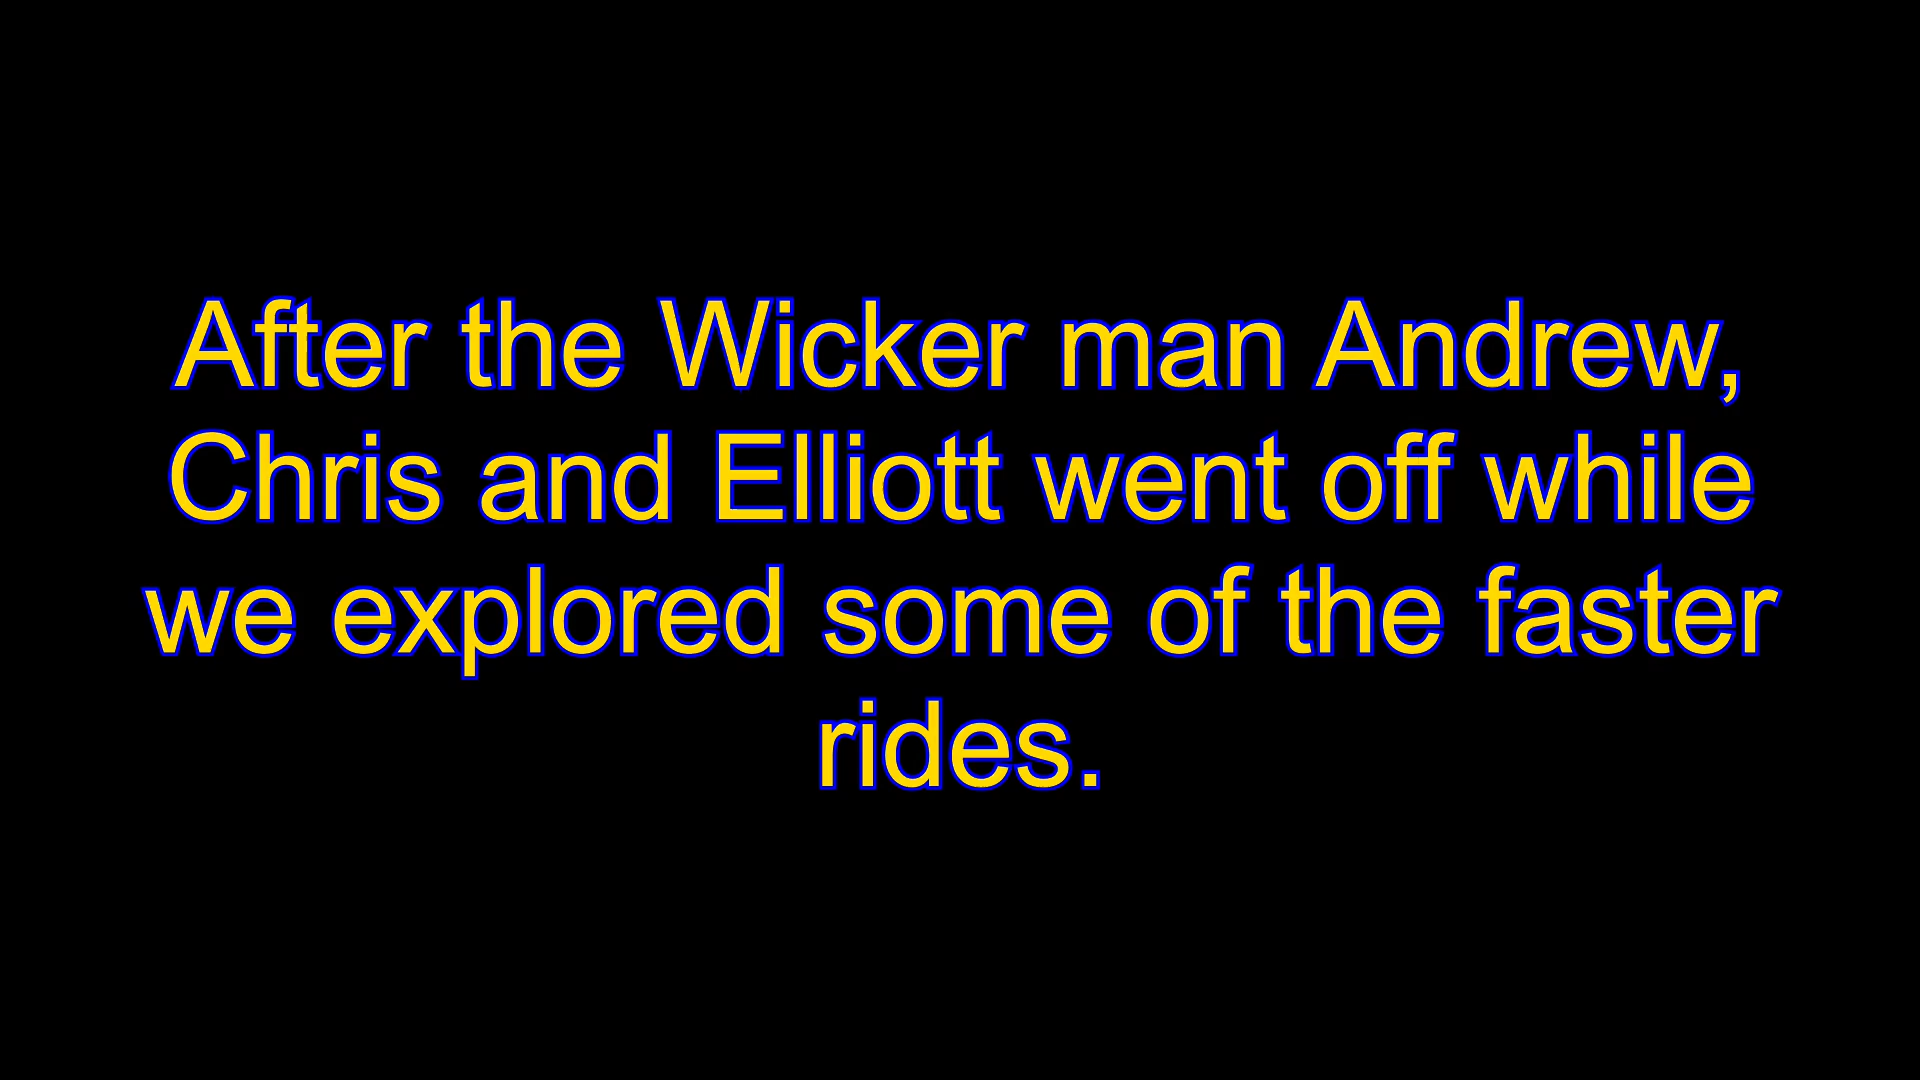 After the Wicker man Andrew,
Chris and Elliott went off while
we explored some of the faster
rides.